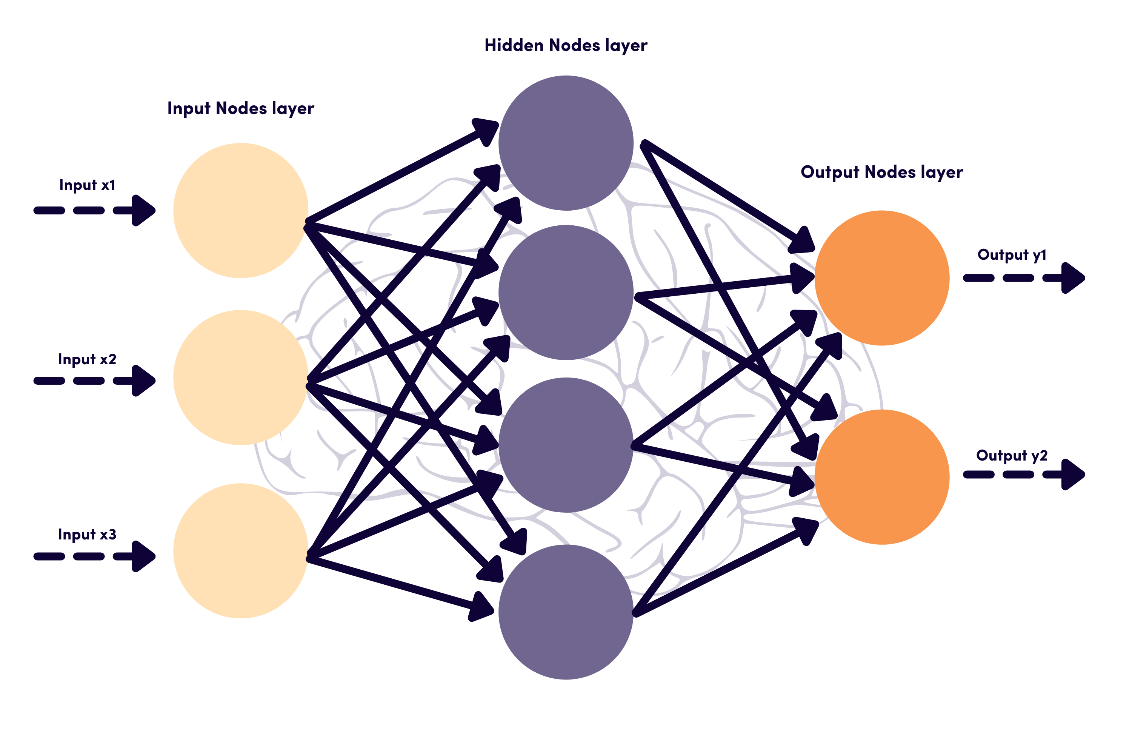 Hidden Nodes layer
Input Nodes layer
Output Nodes layer
Input x1
Output y1
Input x2
Output y2
Input x3